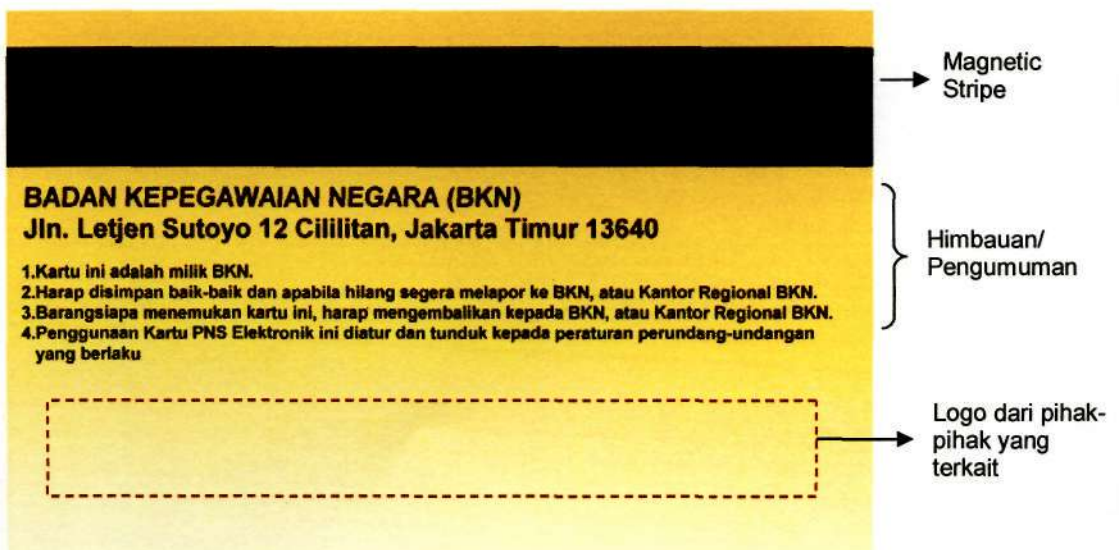 Magnetic
Stripe
BADAN KEPEGAWAIAN NEGARA (BKN)
Jln. Letjen Sutoyo 12 Cililitan, Jakarta Timur 13640
1.Kartu ini adalah milik BKN.
2.Harap disimpan baik-baik dan apabila hilang segera melapor ke BKN, atau Kantor Regional BKN.
3.Barangsiapa menemukan kartu ini, harap mengembalikan kepada BKN, atau Kantor Regional BKN.
4.Penggunaan Kartu PNS Elektronik ini diatur dan tunduk kepada peraturan perundang-undangan
yang berlaku
Himbauan/
Pengumuman
Logo dari pihak-
pihak yang
terkait